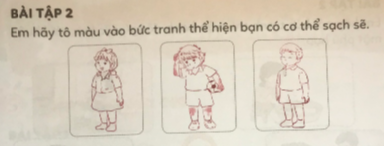 BÀI TẬP 2
Em hãy tô màu vào bức tranh thể hiện bạn có cơ thể sạch sẽ.